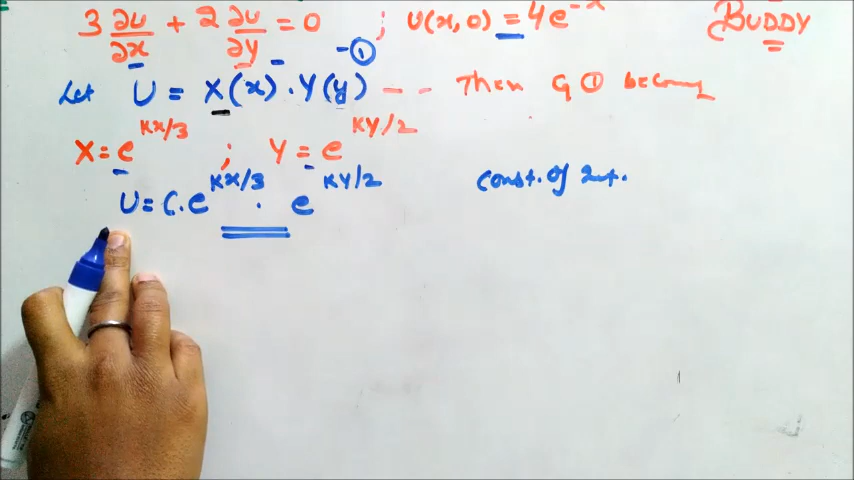 3 ∂u/∂x + 2 ∂u/∂y = 0 ; U(x,0) = 4e^-x
BUDDY
—①
Let U = X(x) · Y(y) -- Then Eq ① becomes
X = e^kx/3 ; Y = e^ky/2
U = C.e^kx/3 · e^ky/2 Const. of Int.